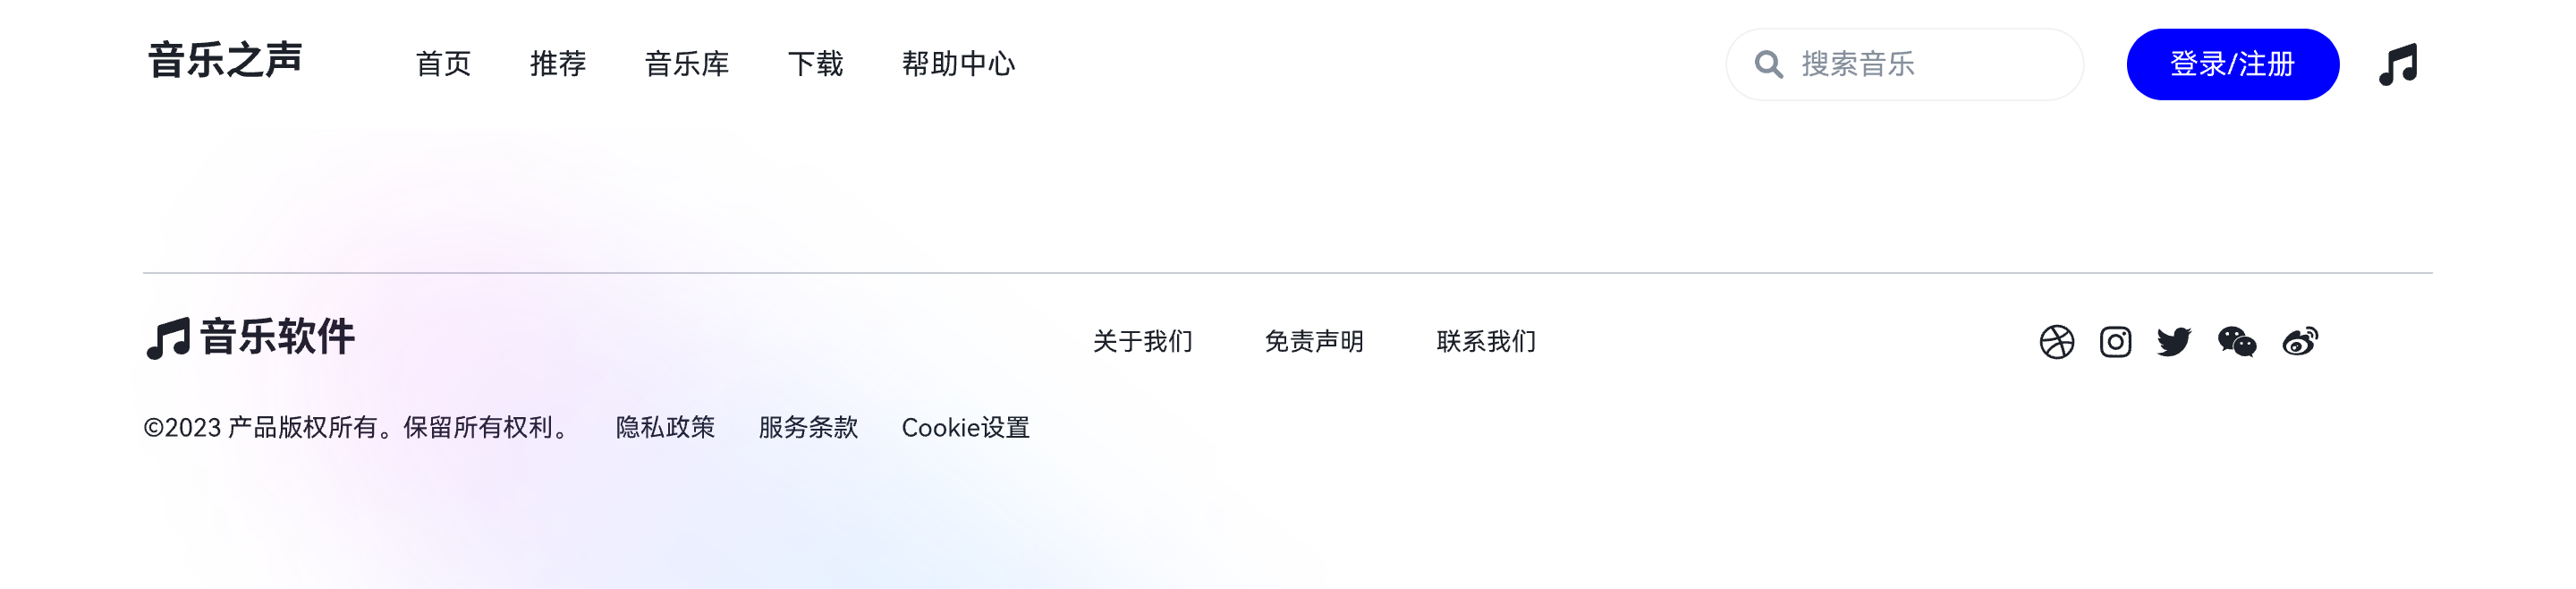 音乐之声 首页 推荐 音乐库 下载 帮助中心 搜索音乐 登录/注册
音乐软件 关于我们 免责声明 联系我们
©2023 产品版权所有。保留所有权利。 隐私政策 服务条款 Cookie设置